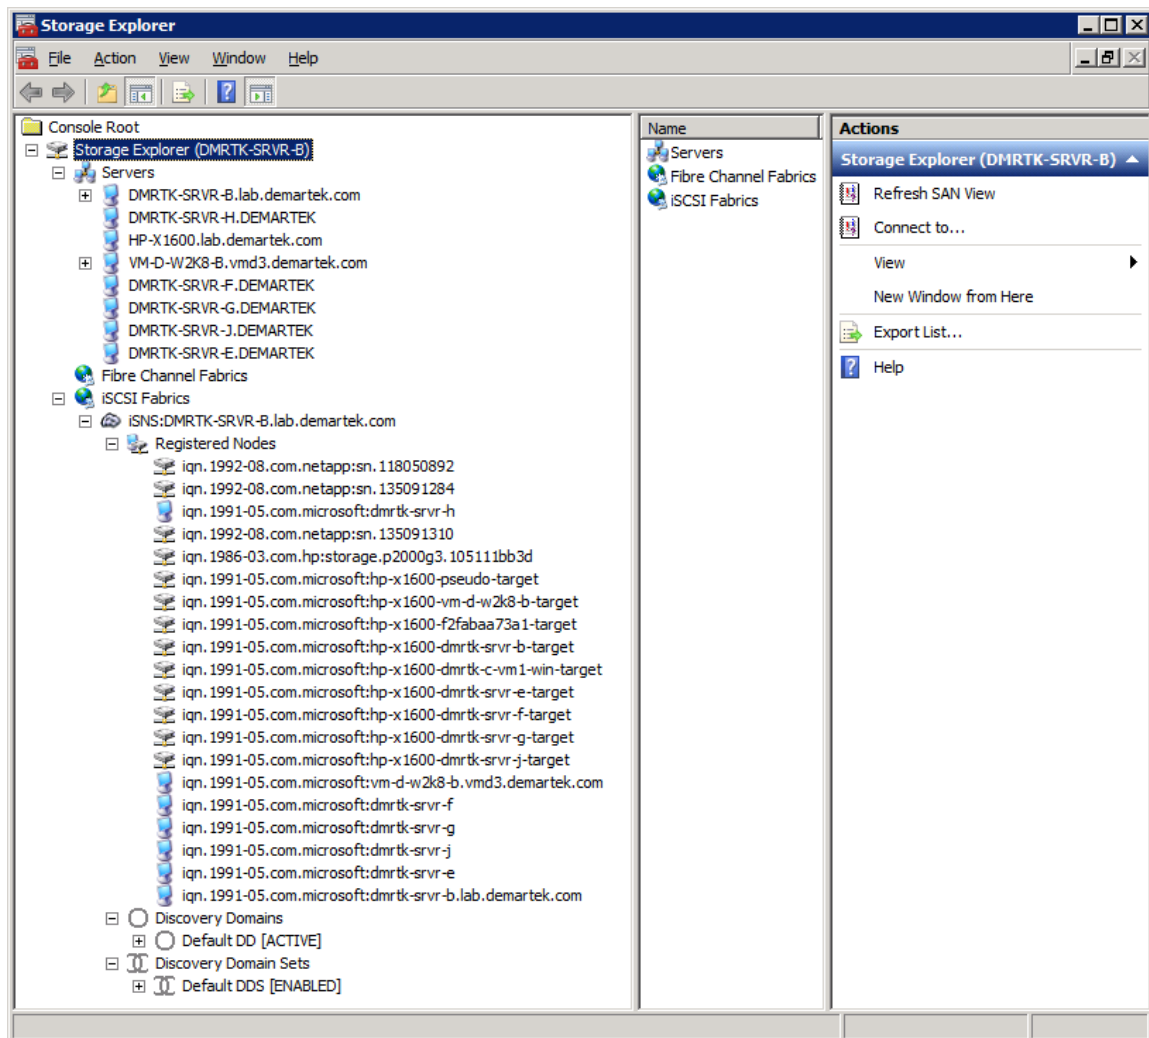 Storage Explorer
File Action View Window Help
Console Root
Storage Explorer (DMRTK-SRVR-B)
Servers
DMRTK-SRVR-B.lab.demartek.com
DMRTK-SRVR-H.DEMARTEK
HP-X1600.lab.demartek.com
VM-D-W2K8-B.vmd3.demartek.com
DMRTK-SRVR-F.DEMARTEK
DMRTK-SRVR-G.DEMARTEK
DMRTK-SRVR-J.DEMARTEK
DMRTK-SRVR-E.DEMARTEK
Fibre Channel Fabrics
iSCSI Fabrics
iSNS:DMRTK-SRVR-B.lab.demartek.com
Registered Nodes
iqn.1992-08.com.netapp:sn.118050892
iqn.1992-08.com.netapp:sn.135091284
iqn.1991-05.com.microsoft:dmrtk-srvr-h
iqn.1992-08.com.netapp:sn.135091310
iqn.1986-03.com.hp:storage.p2000g3.105111bb3d
iqn.1991-05.com.microsoft:hp-x1600-pseudo-target
iqn.1991-05.com.microsoft:hp-x1600-vm-d-w2k8-b-target
iqn.1991-05.com.microsoft:hp-x1600-f2fabaa73a1-target
iqn.1991-05.com.microsoft:hp-x1600-dmrtk-srvr-b-target
iqn.1991-05.com.microsoft:hp-x1600-dmrtk-c-vm1-win-target
iqn.1991-05.com.microsoft:hp-x1600-dmrtk-srvr-e-target
iqn.1991-05.com.microsoft:hp-x1600-dmrtk-srvr-f-target
iqn.1991-05.com.microsoft:hp-x1600-dmrtk-srvr-g-target
iqn.1991-05.com.microsoft:hp-x1600-dmrtk-srvr-j-target
iqn.1991-05.com.microsoft:vm-d-w2k8-b.vmd3.demartek.com
iqn.1991-05.com.microsoft:dmrtk-srvr-f
iqn.1991-05.com.microsoft:dmrtk-srvr-g
iqn.1991-05.com.microsoft:dmrtk-srvr-j
iqn.1991-05.com.microsoft:dmrtk-srvr-e
iqn.1991-05.com.microsoft:dmrtk-srvr-b.lab.demartek.com
Discovery Domains
Default DD [ACTIVE]
Discovery Domain Sets
Default DDS [ENABLED]
Name
Servers
Fibre Channel Fabrics
iSCSI Fabrics
Actions
Storage Explorer (DMRTK-SRVR-B)
Refresh SAN View
Connect to...
View
New Window from Here
Export List...
Help